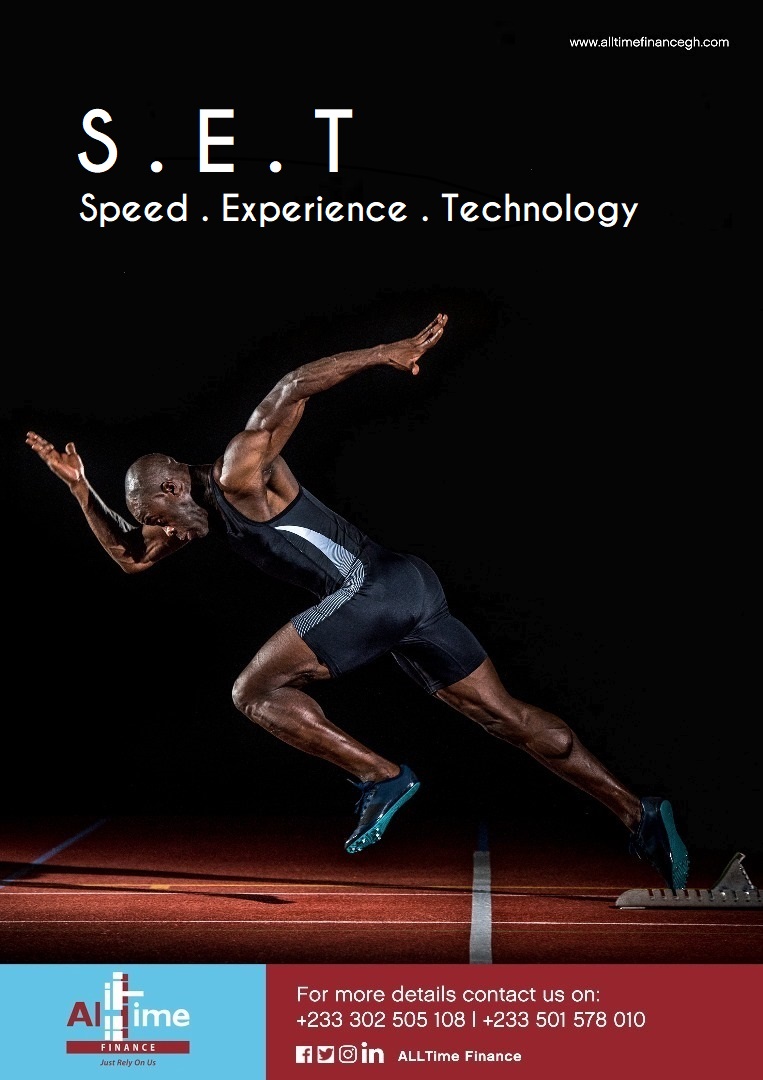 www.alltimefinancegh.com
S . E . T
Speed . Experience . Technology
AllTime
FINANCE
Just Rely On Us
For more details contact us on:
+233 302 505 108 | +233 501 578 010
ALLTime Finance